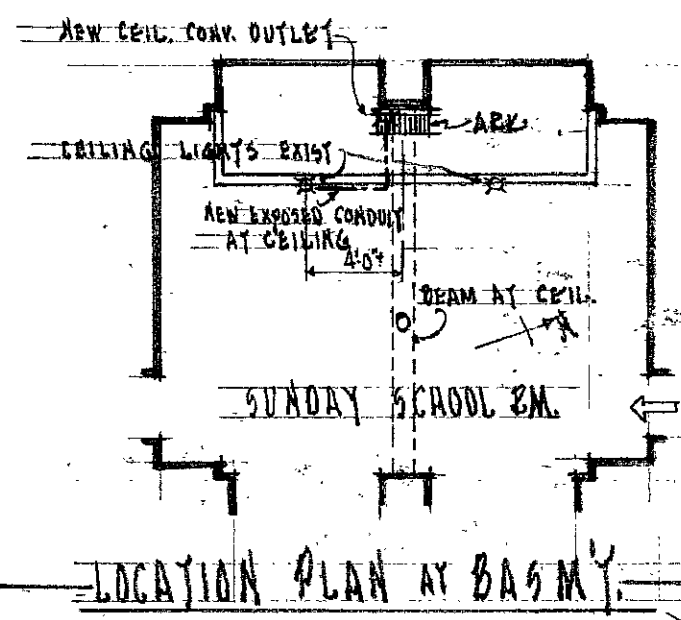 NEW CEIL. CONV. OUTLET
ARK
CEILING LIGHTS EXIST
NEW EXPOSED CONDUIT
AT CEILING
4'-0"±
BEAM AT CEIL.
N
SUNDAY SCHOOL RM.
LOCATION PLAN AT BASM'T.